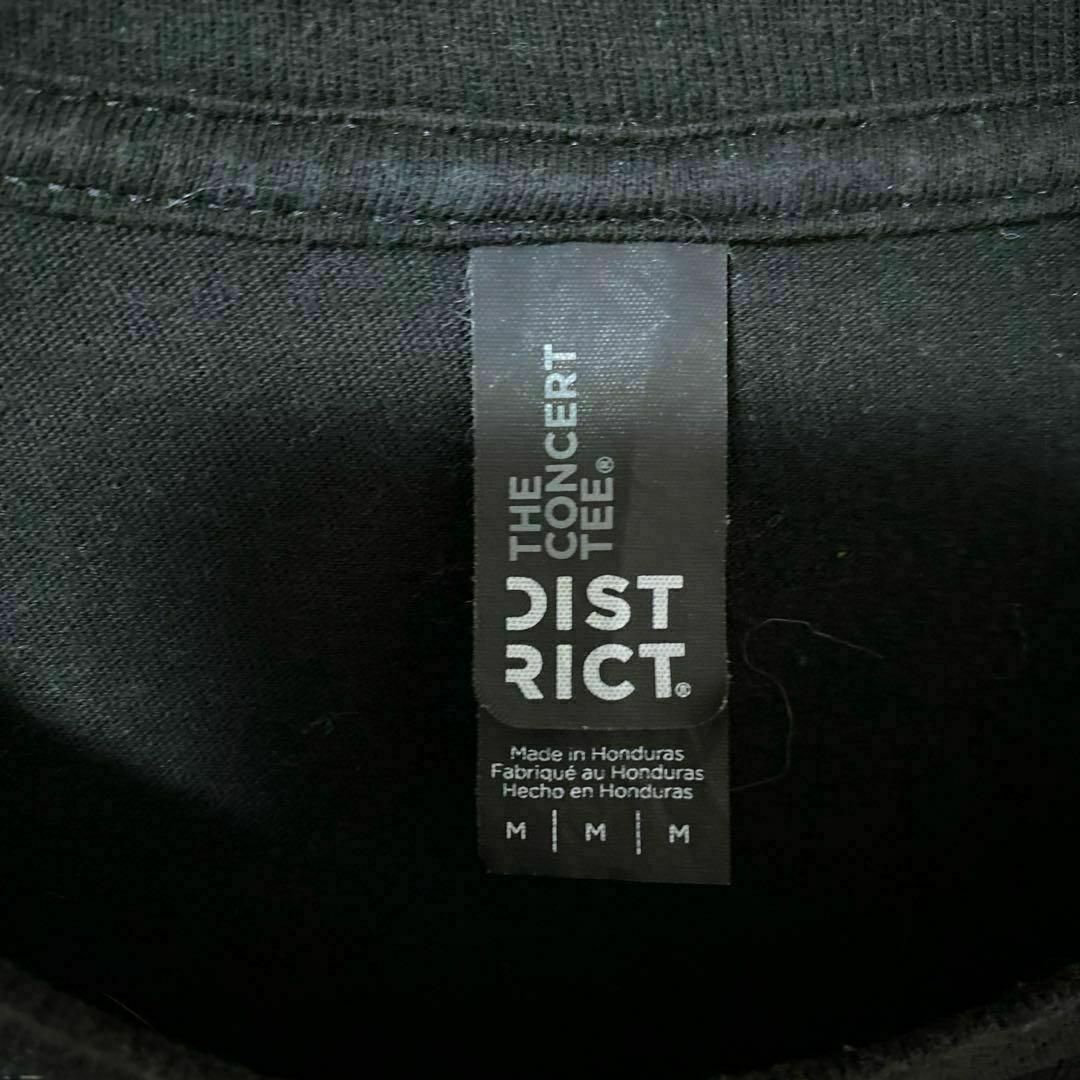 THE
CONCERT
TEE®
DIST
RICT®
Made in Honduras
Fabriqué au Honduras
Hecho en Honduras
M | M | M